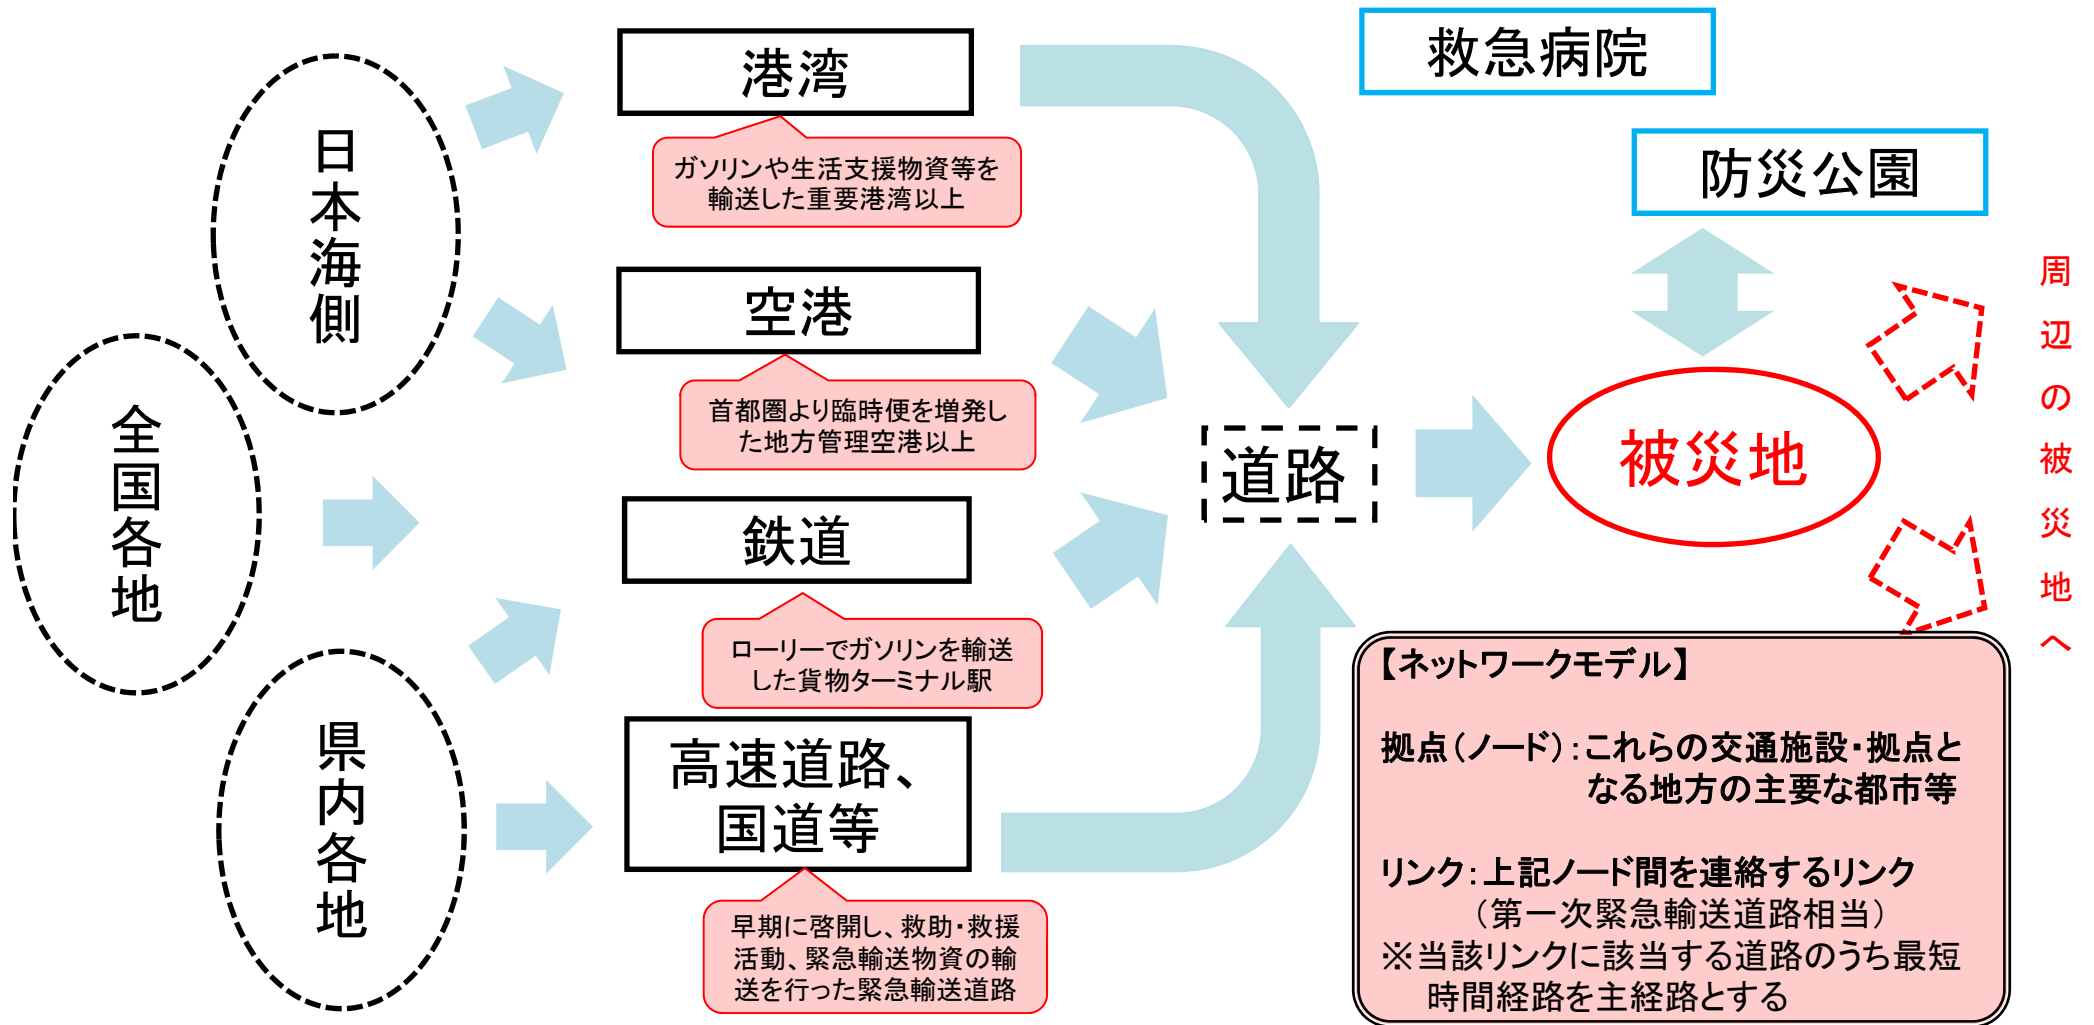 日本海側
全国各地
県内各地
港湾
ガソリンや生活支援物資等を
輸送した重要港湾以上
空港
首都圏より臨時便を増発し
た地方管理空港以上
鉄道
ローリーでガソリンを輸送
した貨物ターミナル駅
高速道路、
国道等
早期に啓開し、救助・救援
活動、緊急輸送物資の輸
送を行った緊急輸送道路
道路
救急病院
防災公園
被災地
周辺の被災地へ
【ネットワークモデル】
拠点(ノード):これらの交通施設・拠点と
なる地方の主要な都市等
リンク:上記ノード間を連絡するリンク
(第一次緊急輸送道路相当)
※当該リンクに該当する道路のうち最短
時間経路を主経路とする